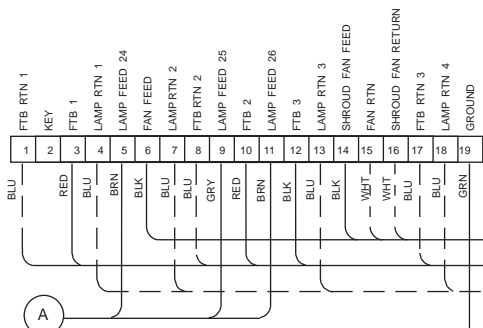 FTB RTN 1
KEY
FTB 1
LAMP RTN 1
LAMP FEED 24
FAN FEED
LAMP RTN 2
FTB RTN 2
LAMP FEED 25
FTB 2
LAMP FEED 26
FTB 3
LAMP RTN 3
SHROUD FAN FEED
FAN RTN
SHROUD FAN RETURN
FTB RTN 3
LAMP RTN 4
GROUND
1 2 3 4 5 6 7 8 9 10 11 12 13 14 15 16 17 18 19
BLU
RED
BLU
BRN
BLK
BLU
BLU
GRY
RED
BRN
BLK
BLU
BLK
WHT
WHT
BLU
BLU
GRN
A